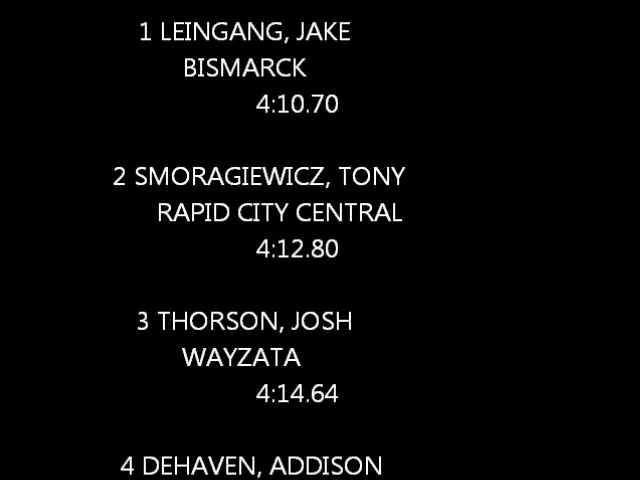 1 LEINGANG, JAKE
BISMARCK
4:10.70
2 SMORAGIEWICZ, TONY
RAPID CITY CENTRAL
4:12.80
3 THORSON, JOSH
WAYZATA
4:14.64
4 DEHAVEN, ADDISON